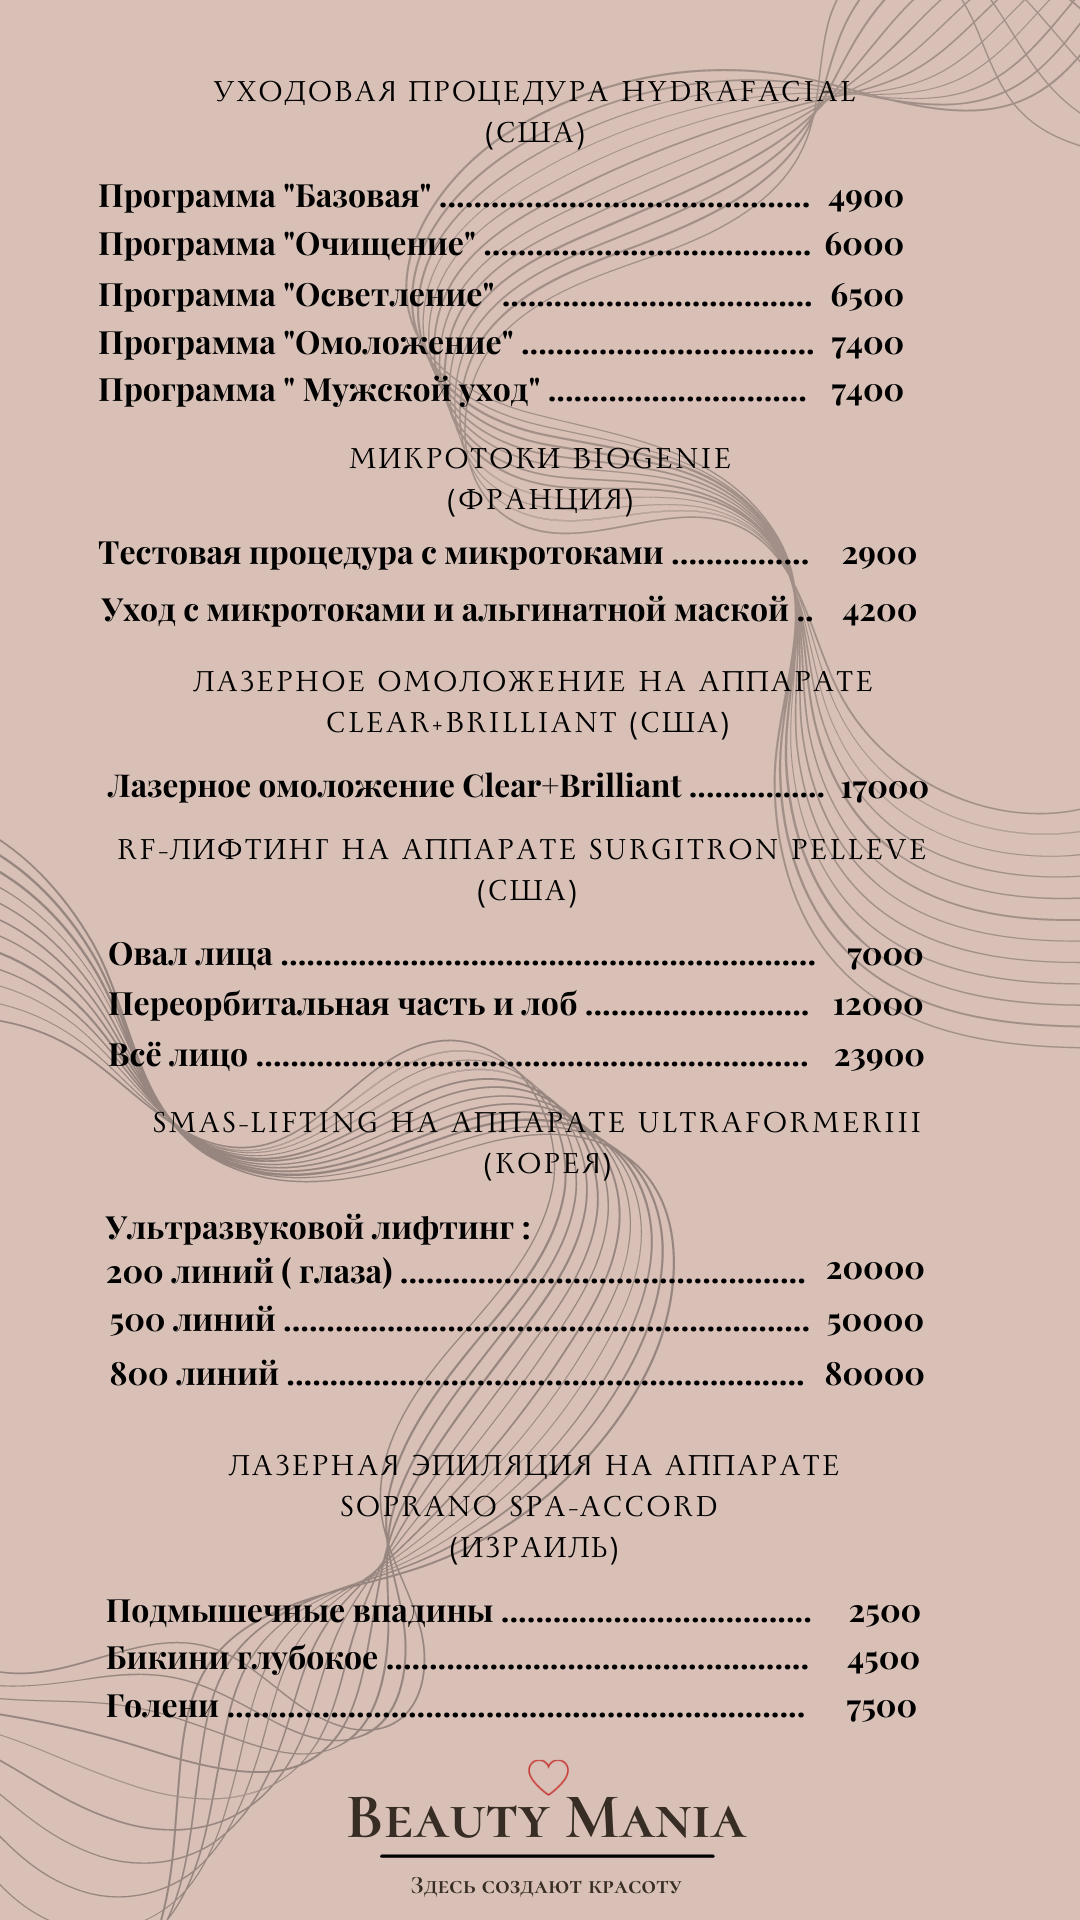 УХОДОВАЯ ПРОЦЕДУРА HYDRAFACIAL
(США)
Программа "Базовая" ........................................... 4900
Программа "Очищение" ...................................... 6000
Программа "Осветление" .................................... 6500
Программа "Омоложение" .................................. 7400
Программа " Мужской уход" .............................. 7400
МИКРОТОКИ BIOGENIE
(ФРАНЦИЯ)
Тестовая процедура с микротоками ................ 2900
Уход с микротоками и альгинатной маской .. 4200
ЛАЗЕРНОЕ ОМОЛОЖЕНИЕ НА АППАРАТЕ
CLEAR+BRILLIANT (США)
Лазерное омоложение Clear+Brilliant ................ 17000
RF-ЛИФТИНГ НА АППАРАТЕ SURGITRON PELLEVE
(США)
Овал лица .............................................................. 7000
Переорбитальная часть и лоб .......................... 12000
Всё лицо ................................................................ 23900
SMAS-LIFTING НА АППАРАТЕ ULTRAFORMERIII
(КОРЕЯ)
Ультразвуковой лифтинг :
200 линий ( глаза) ............................................... 20000
500 линий ............................................................. 50000
800 линий ............................................................ 80000
ЛАЗЕРНАЯ ЭПИЛЯЦИЯ НА АППАРАТЕ
SOPRANO SPA-ACCORD
(ИЗРАИЛЬ)
Подмышечные впадины .................................... 2500
Бикини глубокое ................................................. 4500
Голени ................................................................... 7500
BEAUTY MANIA
ЗДЕСЬ СОЗДАЮТ КРАСОТУ